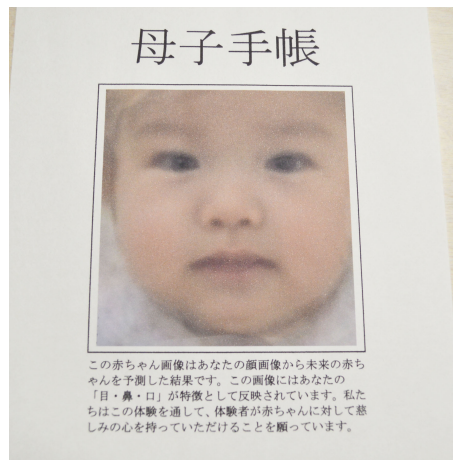 母子手帳
この赤ちゃん画像はあなたの顔画像から未来の赤ち
ゃんを予測した結果です。この画像にはあなたの
「目・鼻・口」が特徴として反映されています。私た
ちはこの体験を通して、体験者が赤ちゃんに対して慈
しみの心を持っていただけることを願っています。